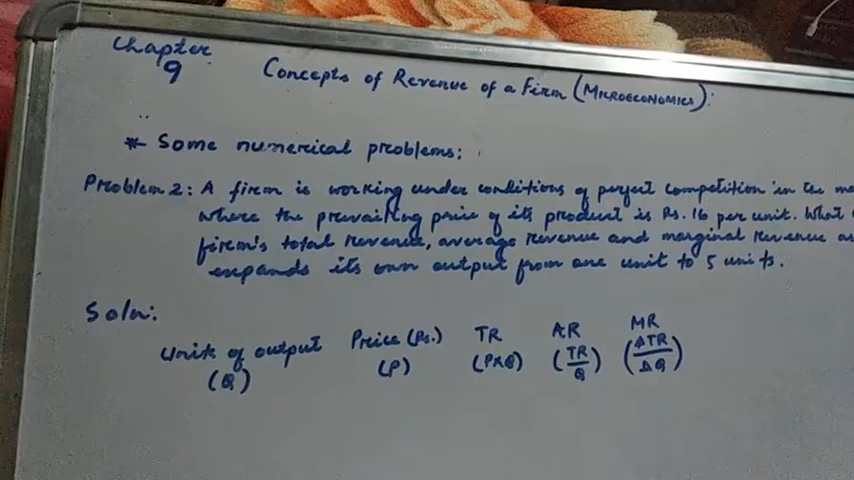 Chapter
9
Concepts of Revenue of a Firm (MICROECONOMICS):
* Some numerical problems:
Problem 2: A firm is working under conditions of perfect competition in the
where the prevailing price of its product is Rs. 16 per unit. What
firm's total revenue, average revenue and marginal revenue as
expands its own output from one unit to 5 units.
Soln:
Units of output Price (Rs.) TR AR MR
(Q) (P) (P×Q) (TR/Q) (ΔTR/ΔQ)